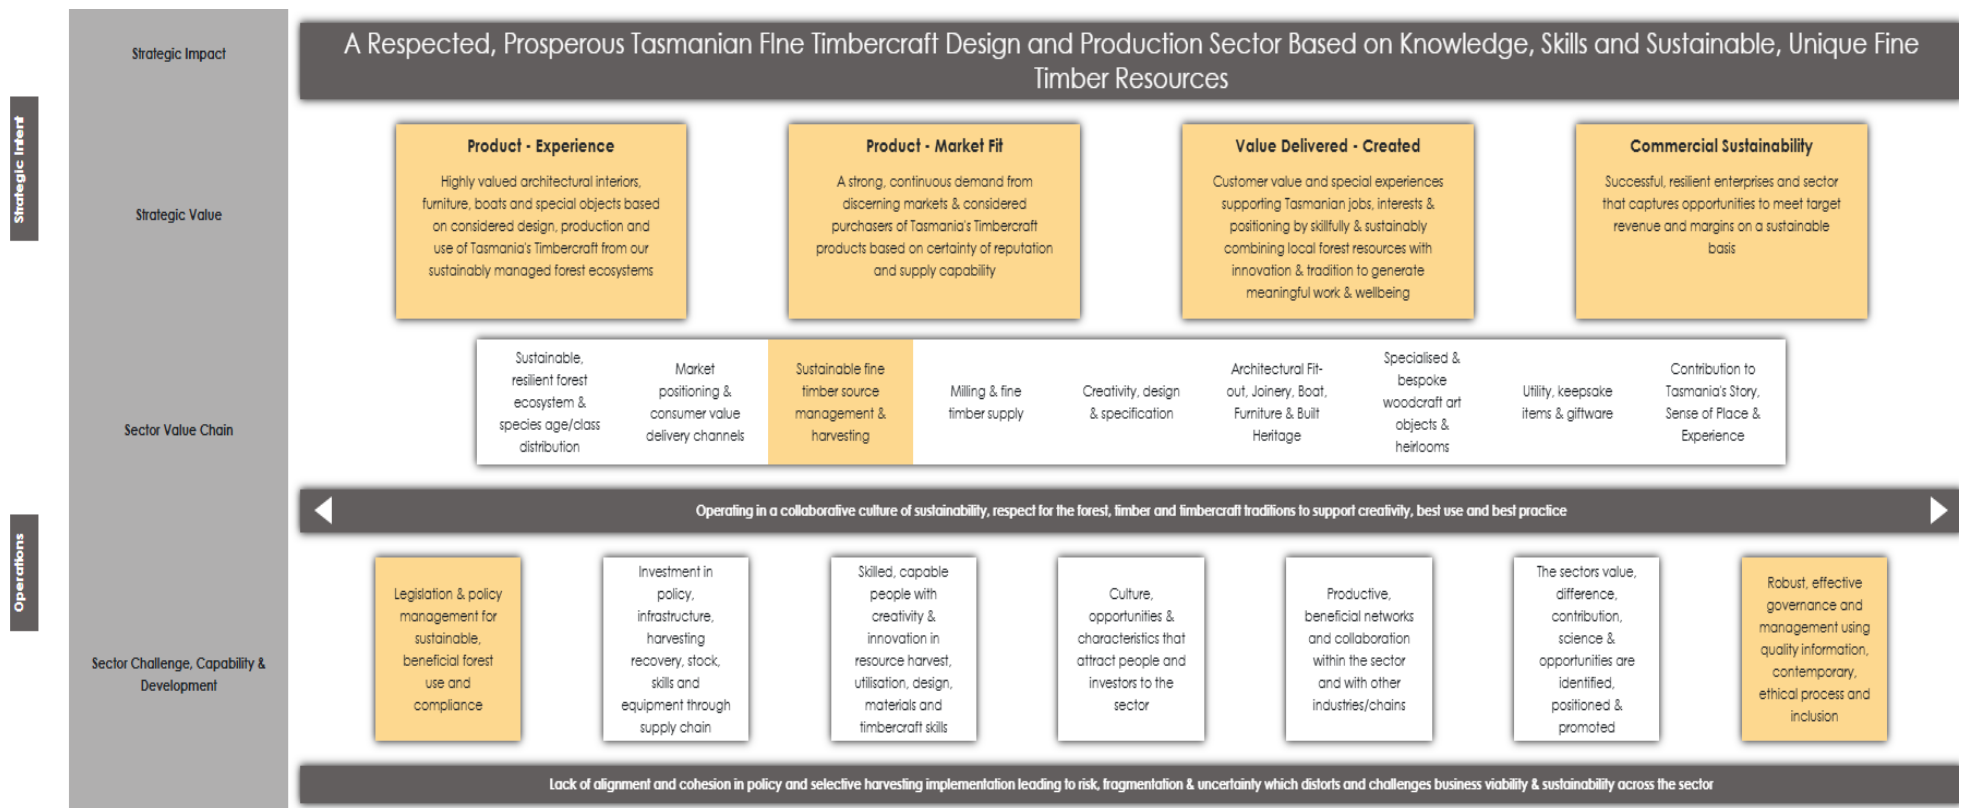 Strategic Intent
Operations
Strategic Impact
A Respected, Prosperous Tasmanian FIne Timbercraft Design and Production Sector Based on Knowledge, Skills and Sustainable, Unique Fine
Timber Resources
Strategic Value
Product - Experience
Highly valued architectural interiors,
furniture, boats and special objects based
on considered design, production and
use of Tasmania's Timbercraft from our
sustainably managed forest ecosystems
Product - Market Fit
A strong, continuous demand from
discerning markets & considered
purchasers of Tasmania's Timbercraft
products based on certainty of reputation
and supply capability
Value Delivered - Created
Customer value and special experiences
supporting Tasmanian jobs, interests &
positioning by skillfully & sustainably
combining local forest resources with
innovation & tradition to generate
meaningful work & wellbeing
Commercial Sustainability
Successful, resilient enterprises and sector
that captures opportunities to meet target
revenue and margins on a sustainable
basis
Sector Value Chain
Sustainable,
resilient forest
ecosystem &
species age/class
distribution
Market
positioning &
consumer value
delivery channels
Sustainable fine
timber source
management &
harvesting
Milling & fine
timber supply
Creativity, design
& specification
Architectural Fit-
out, Joinery, Boat,
Furniture & Built
Heritage
Specialised &
bespoke
woodcraft art
objects &
heirlooms
Utility, keepsake
items & giftware
Contribution to
Tasmania's Story,
Sense of Place &
Experience
Operating in a collaborative culture of sustainability, respect for the forest, timber and timbercraft traditions to support creativity, best use and best practice
Sector Challenge, Capability &
Development
Legislation & policy
management for
sustainable,
beneficial forest
use and
compliance
Investment in
policy,
infrastructure,
harvesting
recovery, stock,
skills and
equipment through
supply chain
Skilled, capable
people with
creativity &
innovation in
resource harvest,
utilisation, design,
materials and
timbercraft skills
Culture,
opportunities &
characteristics that
attract people and
investors to the
sector
Productive,
beneficial networks
and collaboration
within the sector
and with other
industries/chains
The sectors value,
difference,
contribution,
science &
opportunities are
identified,
positioned &
promoted
Robust, effective
governance and
management using
quality information,
contemporary,
ethical process and
inclusion
Lack of alignment and cohesion in policy and selective harvesting implementation leading to risk, fragmentation & uncertainty which distorts and challenges business viability & sustainability across the sector